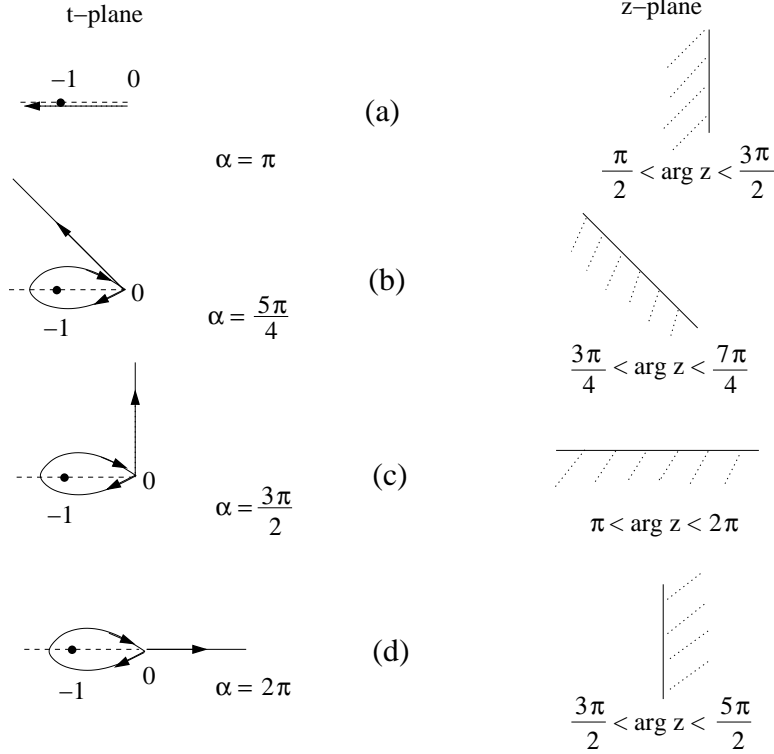 t−plane z−plane
−1 0 (a)
α = π π/2 < arg z < 3π/2
0 (b)
−1 α = 5π/4 3π/4 < arg z < 7π/4
0 (c)
−1 α = 3π/2 π < arg z < 2π
0 (d)
−1 α = 2π 3π/2 < arg z < 5π/2